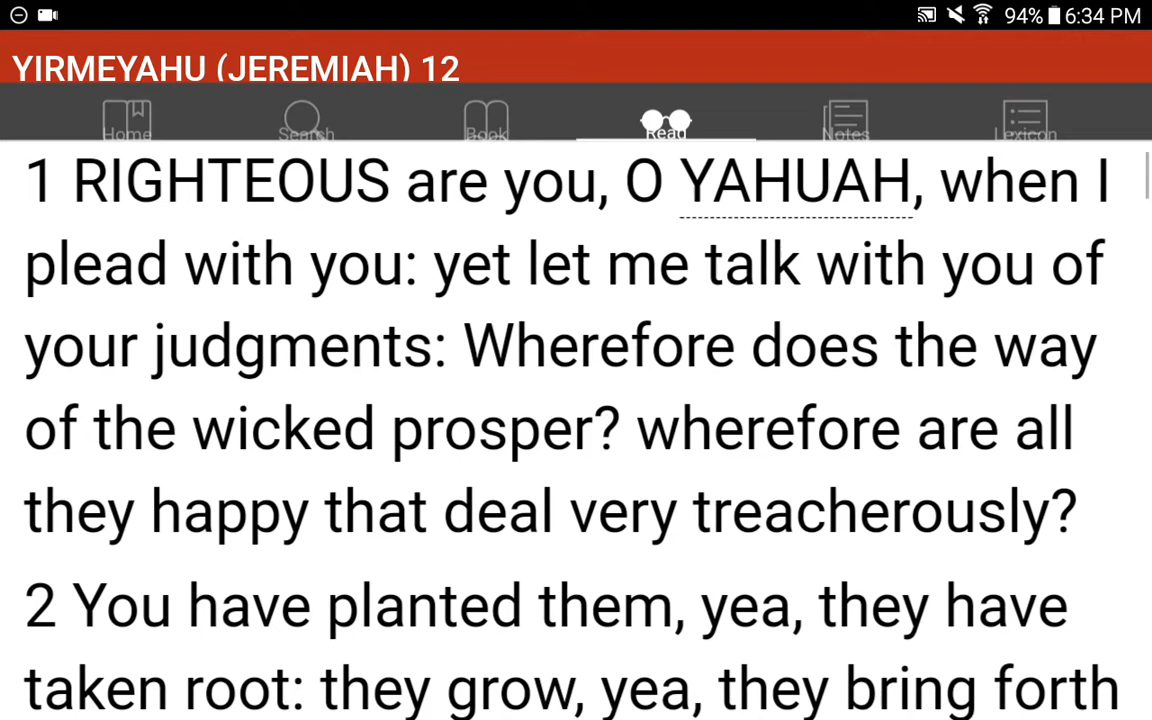 94% 6:34 PM
YIRMEYAHU (JEREMIAH) 12
Home Search Book Read Notes Lexicon
1 RIGHTEOUS are you, O YAHUAH, when I
plead with you: yet let me talk with you of
your judgments: Wherefore does the way
of the wicked prosper? wherefore are all
they happy that deal very treacherously?
2 You have planted them, yea, they have
taken root: they grow, yea, they bring forth